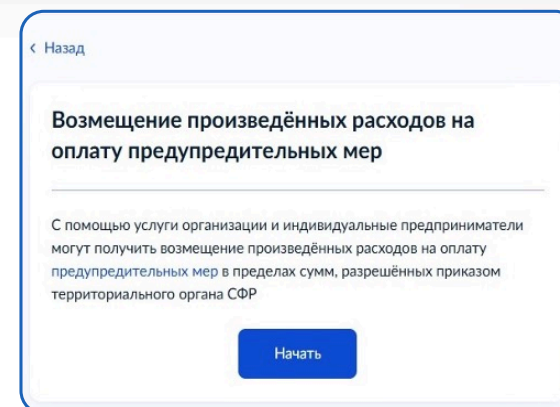 ‹ Назад
Возмещение произведённых расходов на
оплату предупредительных мер
С помощью услуги организации и индивидуальные предприниматели
могут получить возмещение произведённых расходов на оплату
предупредительных мер в пределах сумм, разрешённых приказом
территориального органа СФР
Начать